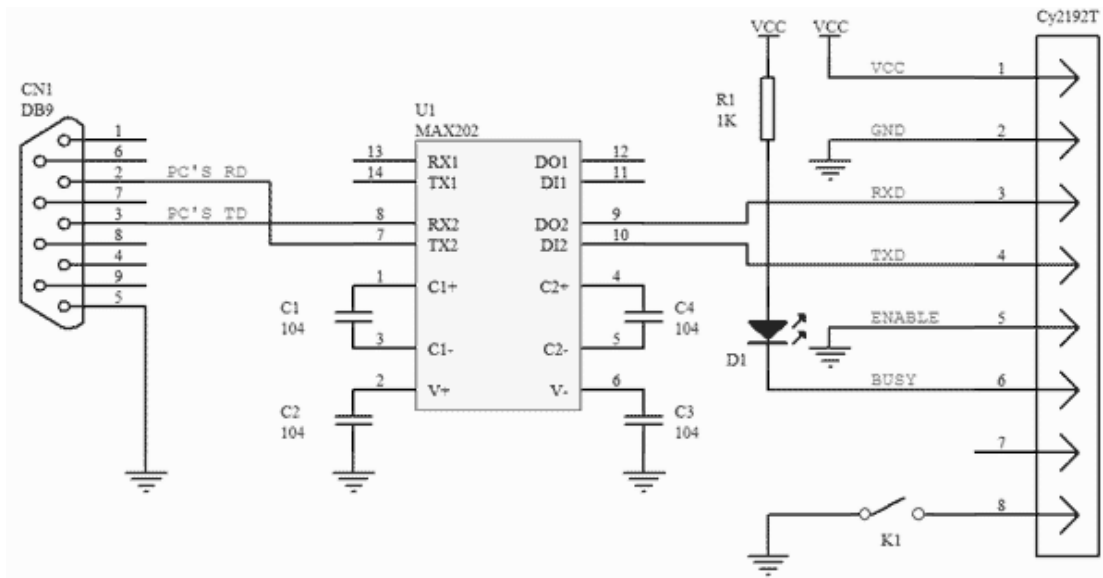 Cy2192T
VCC
VCC
VCC
1
CN1
DB9
R1
1K
U1
MAX202
GND
2
1
6
2
PC'S RD
7
3
PC'S TD
8
4
9
5
13
RX1
DO1
12
14
TX1
DI1
11
8
RX2
DO2
9
7
TX2
DI2
10
RXD
3
TXD
4
1
C1+
C2+
4
C1
104
C4
104
3
C1-
C2-
5
ENABLE
5
D1
BUSY
6
2
V+
V-
6
C2
104
C3
104
7
8
K1